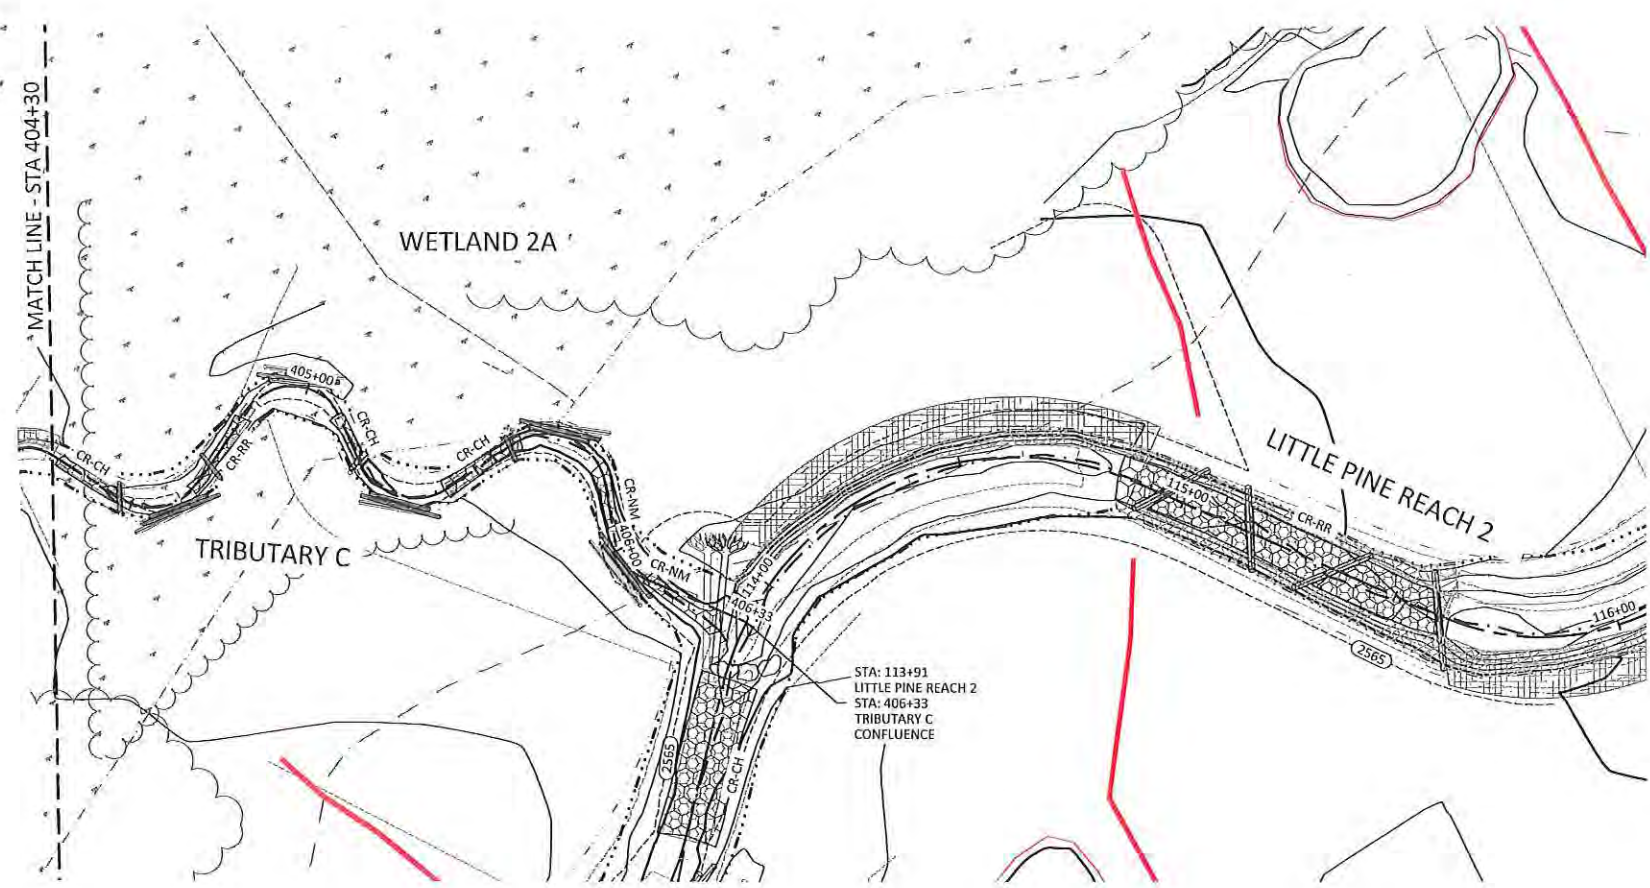 MATCH LINE - STA 404+30
WETLAND 2A
405+00
CR-CH
CR-RR
CR-CH
CR-CH
CR-NM
406+00
CR-NM
TRIBUTARY C
114+00
406+33
LITTLE PINE REACH 2
115+00
CR-RR
116+00
2565
STA: 113+91
LITTLE PINE REACH 2
STA: 406+33
TRIBUTARY C
CONFLUENCE
2565
CR-CH